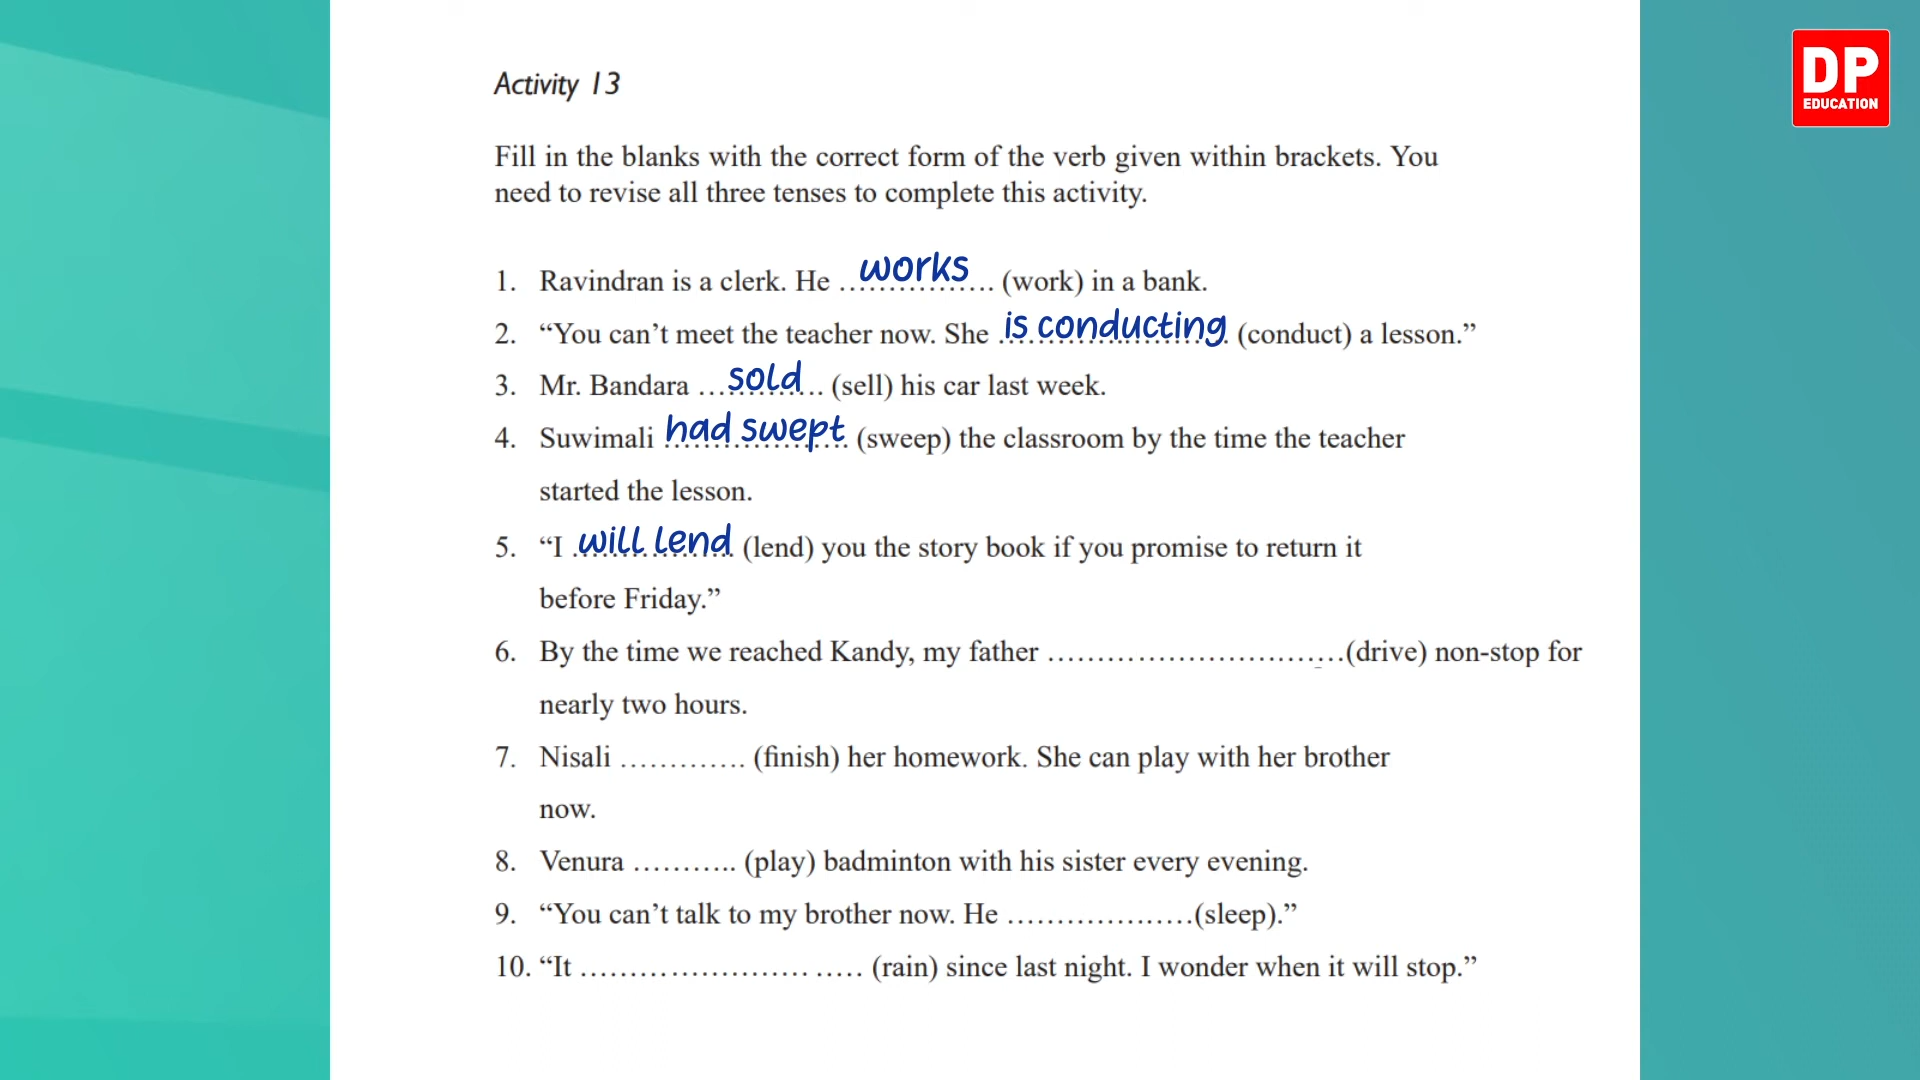 DP
EDUCATION
Activity 13
Fill in the blanks with the correct form of the verb given within brackets. You
need to revise all three tenses to complete this activity.
1. Ravindran is a clerk. He ...works... (work) in a bank.
2. “You can’t meet the teacher now. She ...is conducting... (conduct) a lesson.”
3. Mr. Bandara ...sold... (sell) his car last week.
4. Suwimali ...had swept... (sweep) the classroom by the time the teacher
started the lesson.
5. “I ...will lend... (lend) you the story book if you promise to return it
before Friday.”
6. By the time we reached Kandy, my father ..............................(drive) non-stop for
nearly two hours.
7. Nisali ............. (finish) her homework. She can play with her brother
now.
8. Venura ........... (play) badminton with his sister every evening.
9. “You can’t talk to my brother now. He ...................(sleep).”
10. “It ....................... ..... (rain) since last night. I wonder when it will stop.”